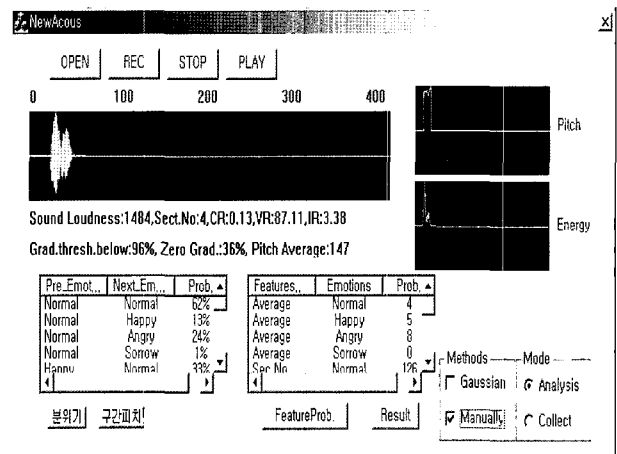 NewAcous
OPEN REC STOP PLAY
0 100 200 300 400
Pitch
Sound Loudness:1484,Sect.No:4,CR:0.13,VR:87.11,IR:3.38
Energy
Grad.thresh.below:96%, Zero Grad.:36%, Pitch Average:147
Pre_Emot... Next_Em... Prob.
Normal Normal 62%
Normal Happy 13%
Normal Angry 24%
Normal Sorrow 1%
Happy Normal 33%
Features.. Emotions Prob.
Average Normal 4
Average Happy 5
Average Angry 8
Average Sorrow 0
Sec No Normal 126
Methods Mode
Gaussian Analysis
Manually Collect
분위기 구간피치! FeatureProb. Result